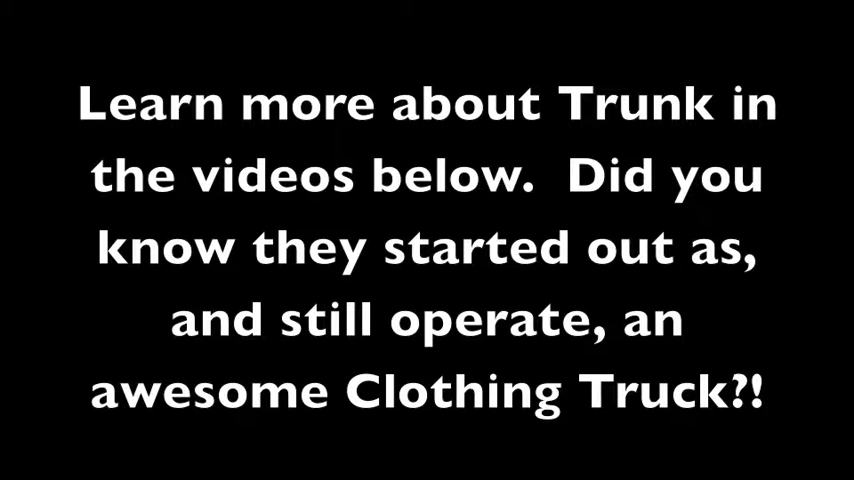 Learn more about Trunk in
the videos below.  Did you
know they started out as,
and still operate, an
awesome Clothing Truck?!